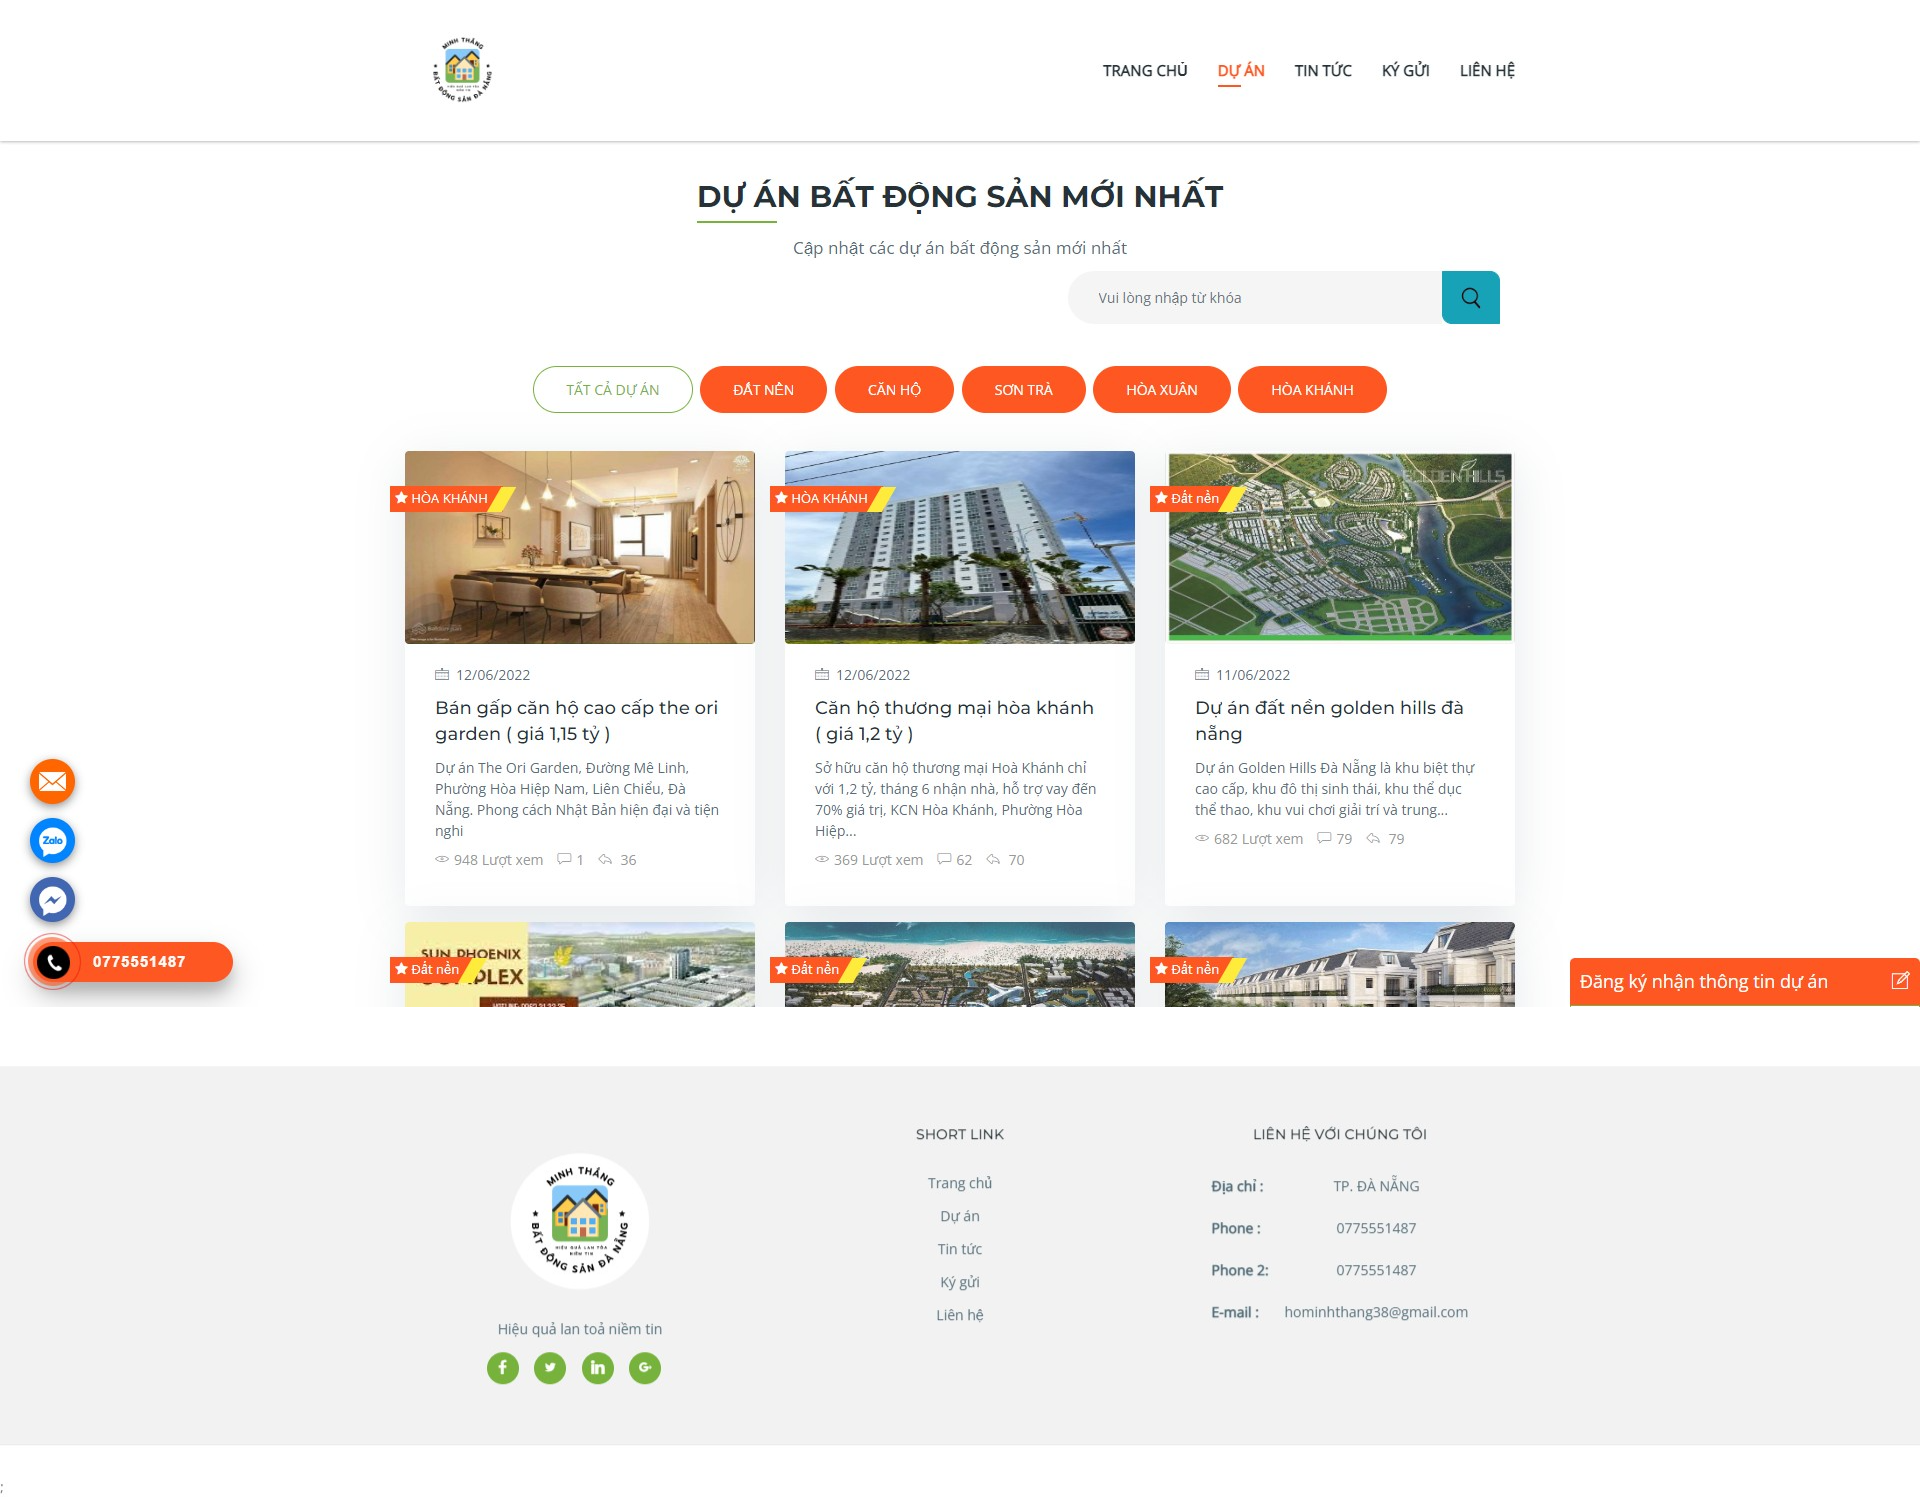 MINH THẮNG
BẤT ĐỘNG SẢN ĐÀ NẴNG
TRANG CHỦ
DỰ ÁN
TIN TỨC
KÝ GỬI
LIÊN HỆ
DỰ ÁN BẤT ĐỘNG SẢN MỚI NHẤT
Cập nhật các dự án bất động sản mới nhất
Vui lòng nhập từ khóa
TẤT CẢ DỰ ÁN
ĐẤT NỀN
CĂN HỘ
SƠN TRÀ
HÒA XUÂN
HÒA KHÁNH
HÒA KHÁNH
HÒA KHÁNH
Đất nền
GOLDEN HILLS
12/06/2022
Bán gấp căn hộ cao cấp the ori
garden ( giá 1,15 tỷ )
Dự án The Ori Garden, Đường Mê Linh,
Phường Hòa Hiệp Nam, Liên Chiểu, Đà
Nẵng. Phong cách Nhật Bản hiện đại và tiện
nghi
948 Lượt xem 1 36
12/06/2022
Căn hộ thương mại hòa khánh
( giá 1,2 tỷ )
Sở hữu căn hộ thương mại Hoà Khánh chỉ
với 1,2 tỷ, tháng 6 nhận nhà, hỗ trợ vay đến
70% giá trị, KCN Hòa Khánh, Phường Hòa
Hiệp...
369 Lượt xem 62 70
11/06/2022
Dự án đất nền golden hills đà
nẵng
Dự án Golden Hills Đà Nẵng là khu biệt thự
cao cấp, khu đô thị sinh thái, khu thể dục
thể thao, khu vui chơi giải trí và trung...
682 Lượt xem 79 79
SUN PHOENIX
Đất nền
Đất nền
Đất nền
Zalo
0775551487
Đăng ký nhận thông tin dự án
MINH THẮNG
BẤT ĐỘNG SẢN ĐÀ NẴNG
HIỆU QUẢ LAN TỎA
NIỀM TIN
Hiệu quả lan toả niềm tin
SHORT LINK
Trang chủ
Dự án
Tin tức
Ký gửi
Liên hệ
LIÊN HỆ VỚI CHÚNG TÔI
Địa chỉ : TP. ĐÀ NẴNG
Phone : 0775551487
Phone 2: 0775551487
E-mail : hominhthang38@gmail.com
;